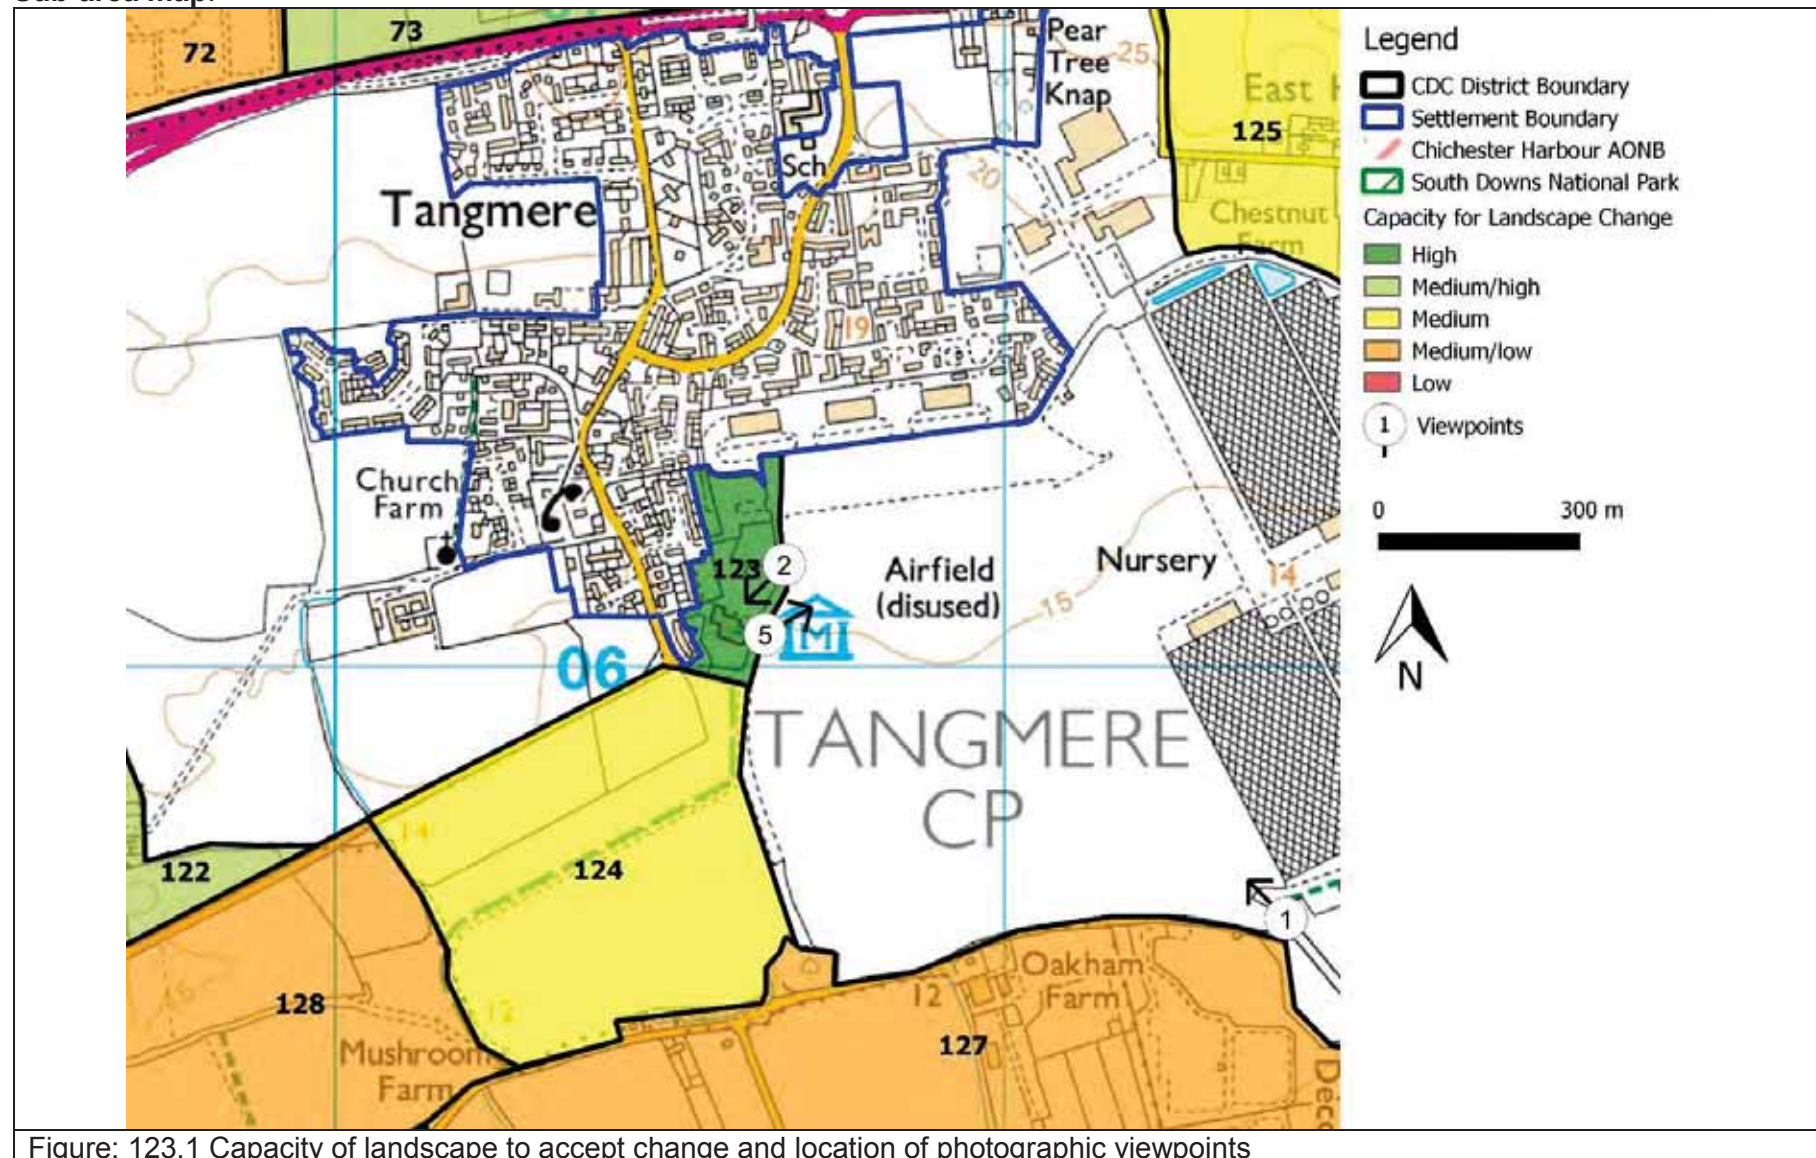 72
73
Pear
Tree
Knap
25
East
125
Sch
20
Tangmere
Chestnut
Farm
19
Church
Farm
123
2
Airfield
(disused)
Nursery
14
15
5
M
06
TANGMERE
CP
14
122
124
1
15
128
12
Oakham
Farm
12
127
Mushroom
Farm
Legend
CDC District Boundary
Settlement Boundary
Chichester Harbour AONB
South Downs National Park
Capacity for Landscape Change
High
Medium/high
Medium
Medium/low
Low
1 Viewpoints
0 300 m
N
Figure: 123.1 Capacity of landscape to accept change and location of photographic viewpoints